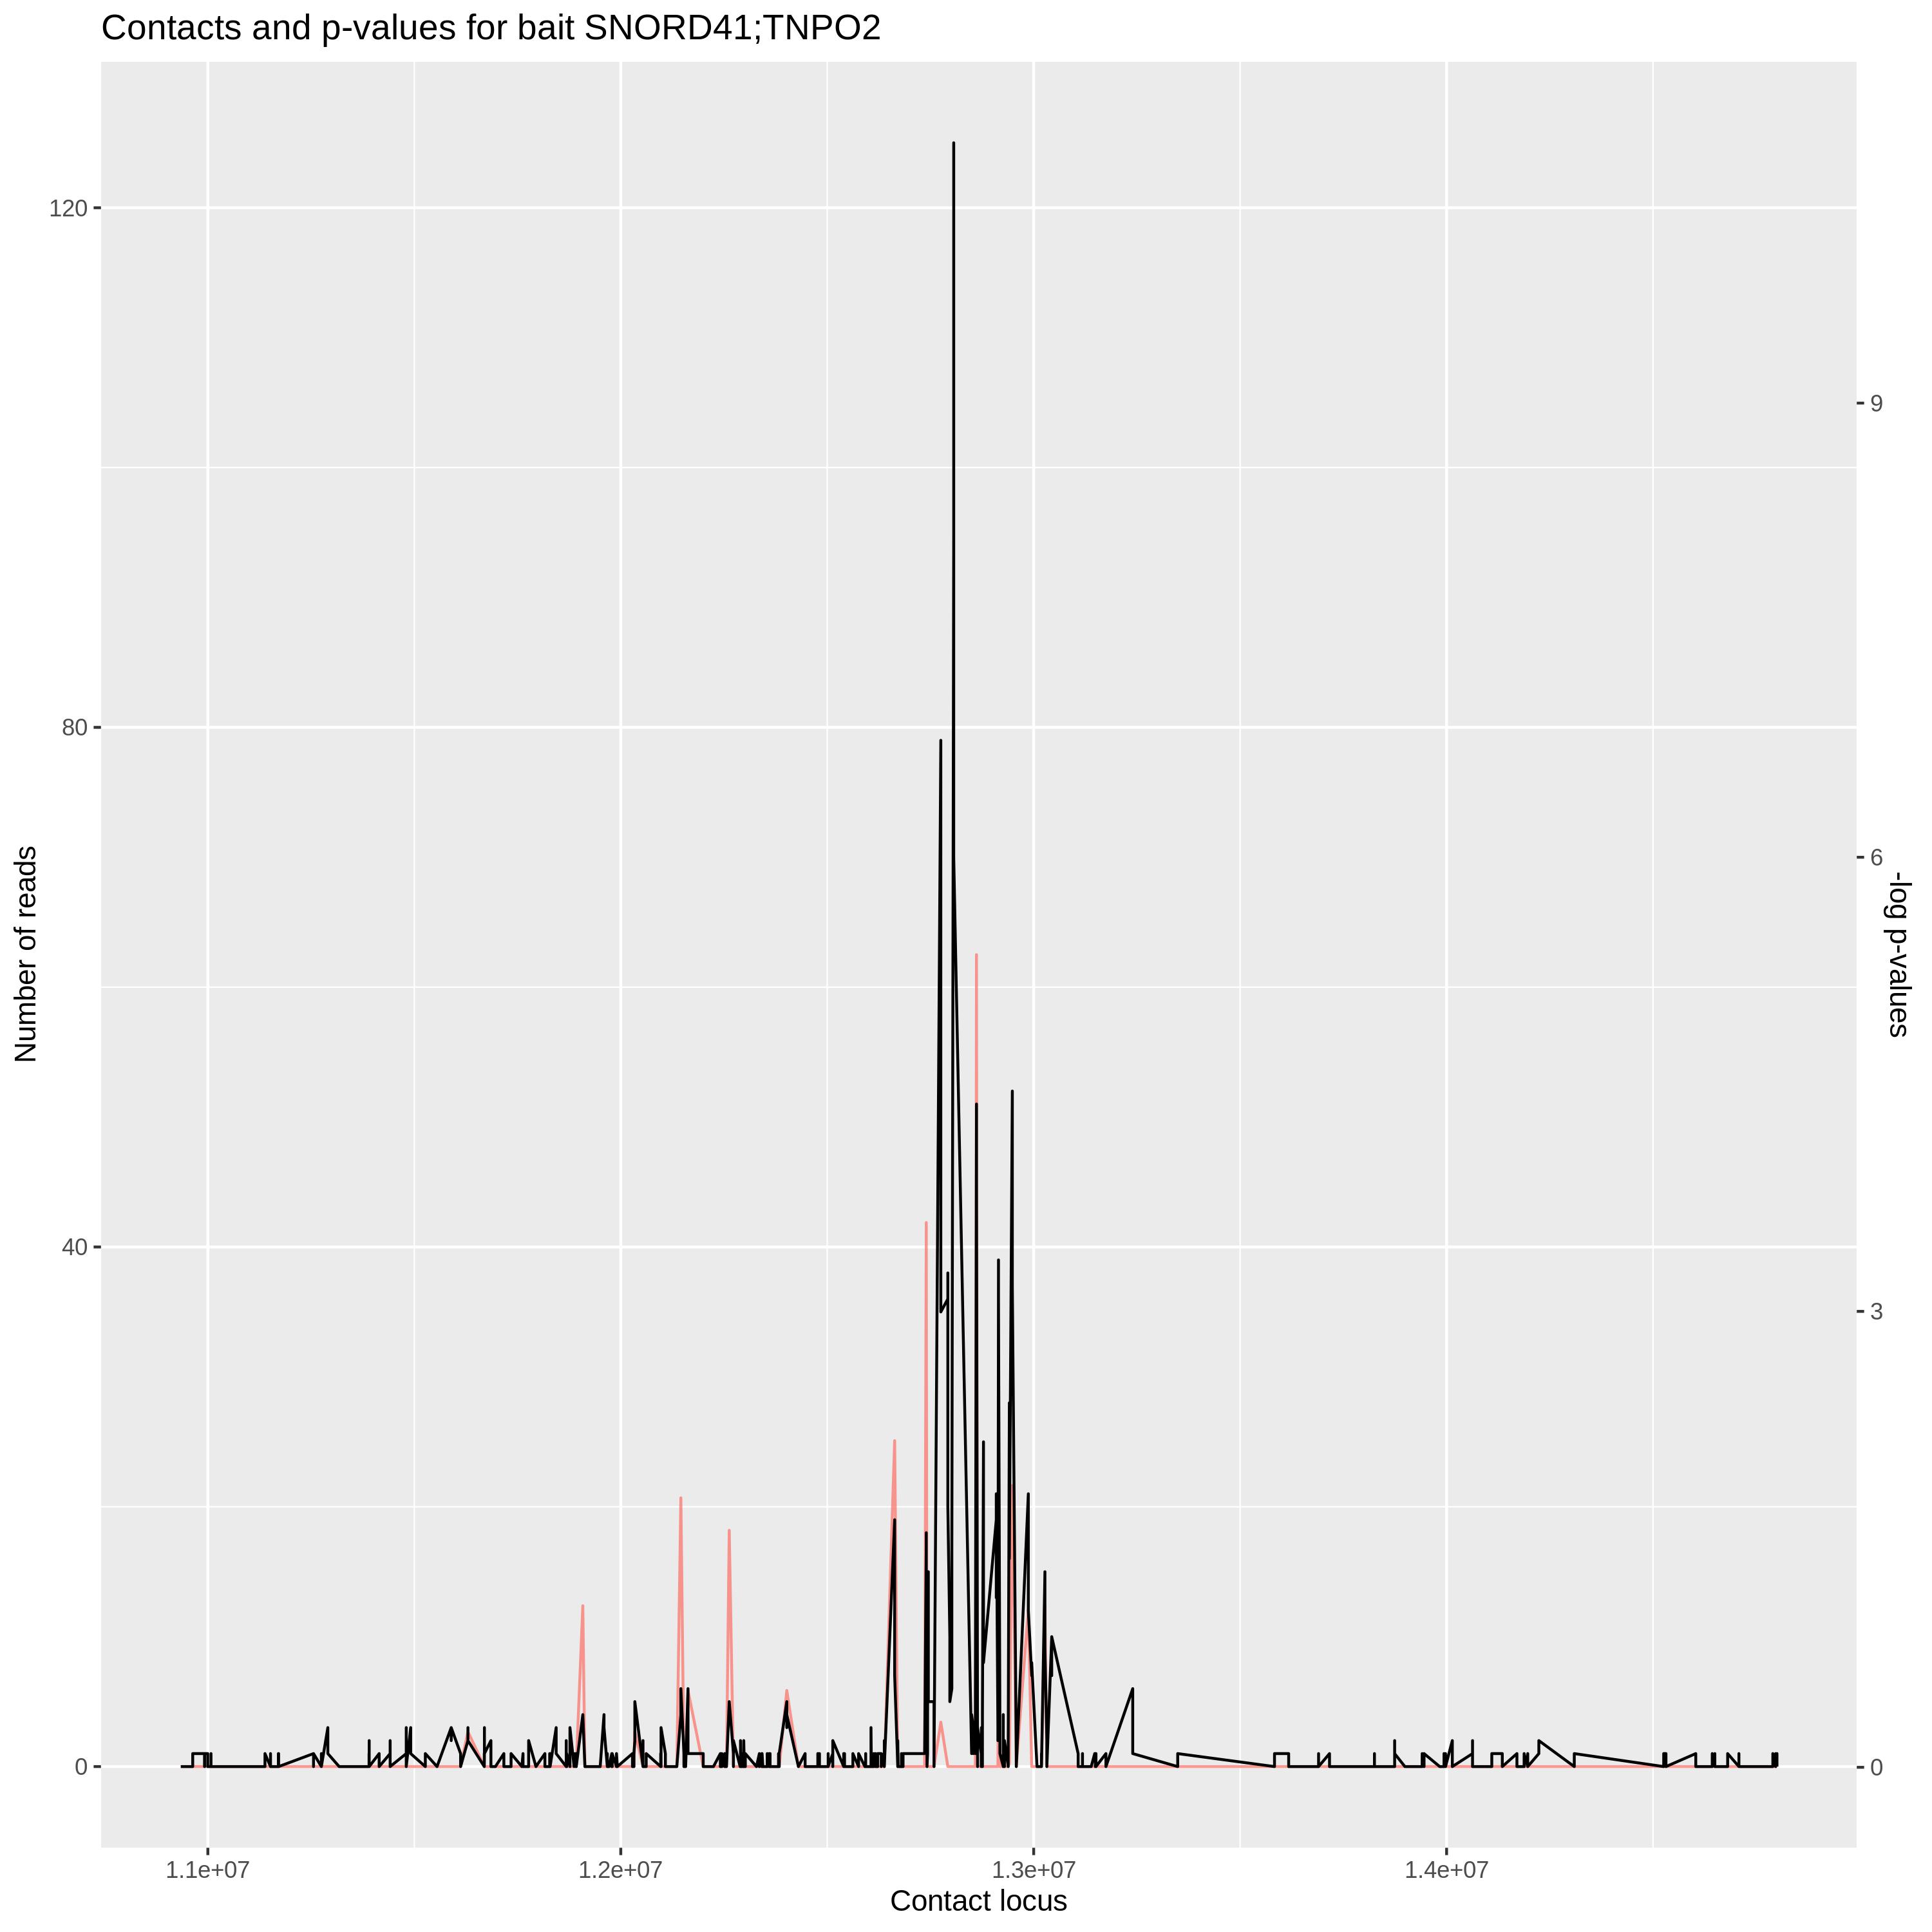 Contacts and p-values for bait SNORD41;TNPO2
120
80
40
0
Number of reads
9
6
3
0
-log p-values
1.1e+07
1.2e+07
1.3e+07
1.4e+07
Contact locus